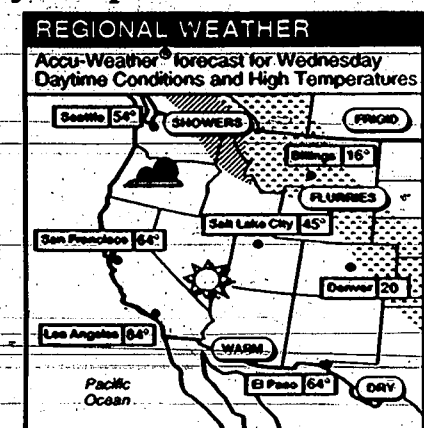 REGIONAL WEATHER
Accu-Weather® forecast for Wednesday
Daytime Conditions and High Temperatures
Seattle 54°
SHOWERS
FRIGID
Billings 16°
FLURRIES
Salt Lake City 45°
San Francisco 64°
Denver 20
Los Angeles 84°
WARM
El Paso 64°
DRY
Pacific
Ocean